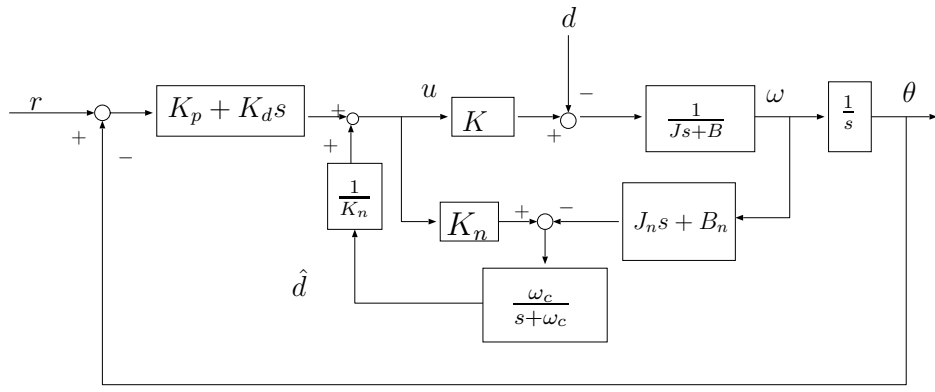 d
r
+
−
K_p + K_d s
+
+
u
K
+
−
1/(Js+B)
ω
1/s
θ
1/K_n
K_n
+
−
J_n s + B_n
d̂
ω_c/(s+ω_c)